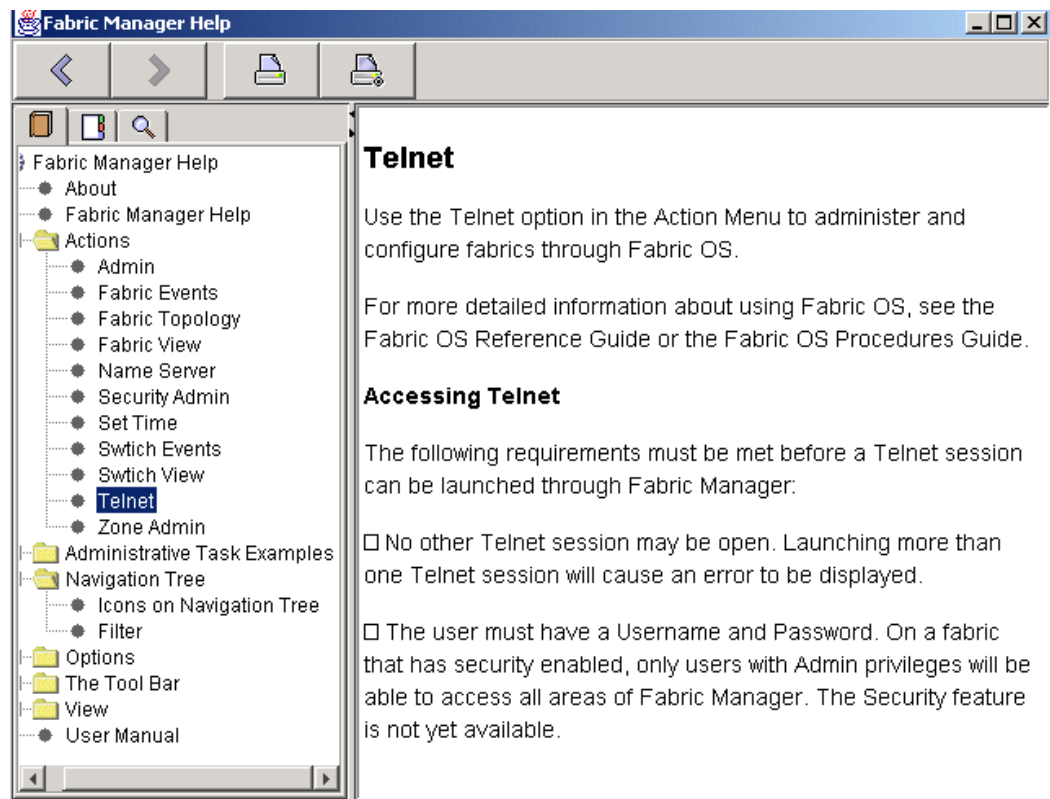 Fabric Manager Help
Fabric Manager Help
About
Fabric Manager Help
Actions
Admin
Fabric Events
Fabric Topology
Fabric View
Name Server
Security Admin
Set Time
Swtich Events
Swtich View
Telnet
Zone Admin
Administrative Task Examples
Navigation Tree
Icons on Navigation Tree
Filter
Options
The Tool Bar
View
User Manual
Telnet
Use the Telnet option in the Action Menu to administer and
configure fabrics through Fabric OS.
For more detailed information about using Fabric OS, see the
Fabric OS Reference Guide or the Fabric OS Procedures Guide.
Accessing Telnet
The following requirements must be met before a Telnet session
can be launched through Fabric Manager:
□ No other Telnet session may be open. Launching more than
one Telnet session will cause an error to be displayed.
□ The user must have a Username and Password. On a fabric
that has security enabled, only users with Admin privileges will be
able to access all areas of Fabric Manager. The Security feature
is not yet available.